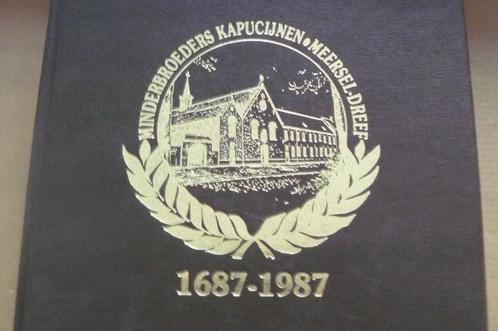 MINDERBROEDERS KAPUCIJNEN • MEERSEL-DREEF
1687-1987